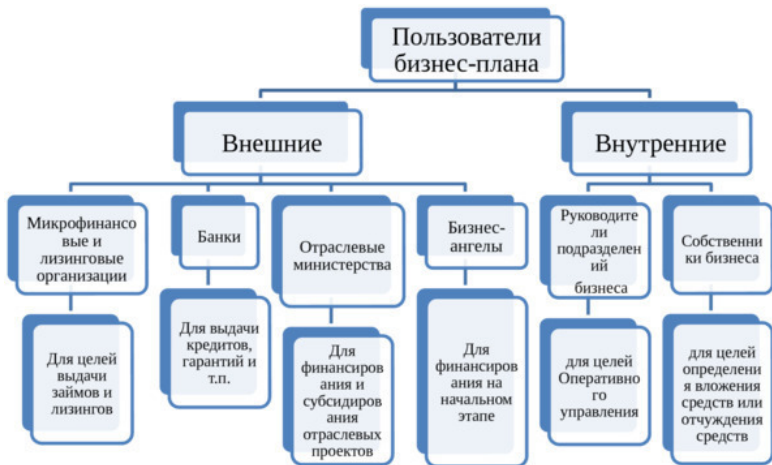 Пользователи
бизнес-плана
Внешние
Внутренние
Микрофинансо
вые и
лизинговые
организации
Банки
Отраслевые
министерства
Бизнес-
ангелы
Руководите
ли
подразделен
ий
бизнеса
Собственни
ки бизнеса
Для целей
выдачи
займов и
лизингов
Для выдачи
кредитов,
гарантий и
т.п.
Для
финансиров
ания и
субсидиров
ания
отраслевых
проектов
Для
финансиров
ания на
начальном
этапе
для целей
Оперативно
го
управления
для целей
определени
я вложения
средств или
отчуждения
средств